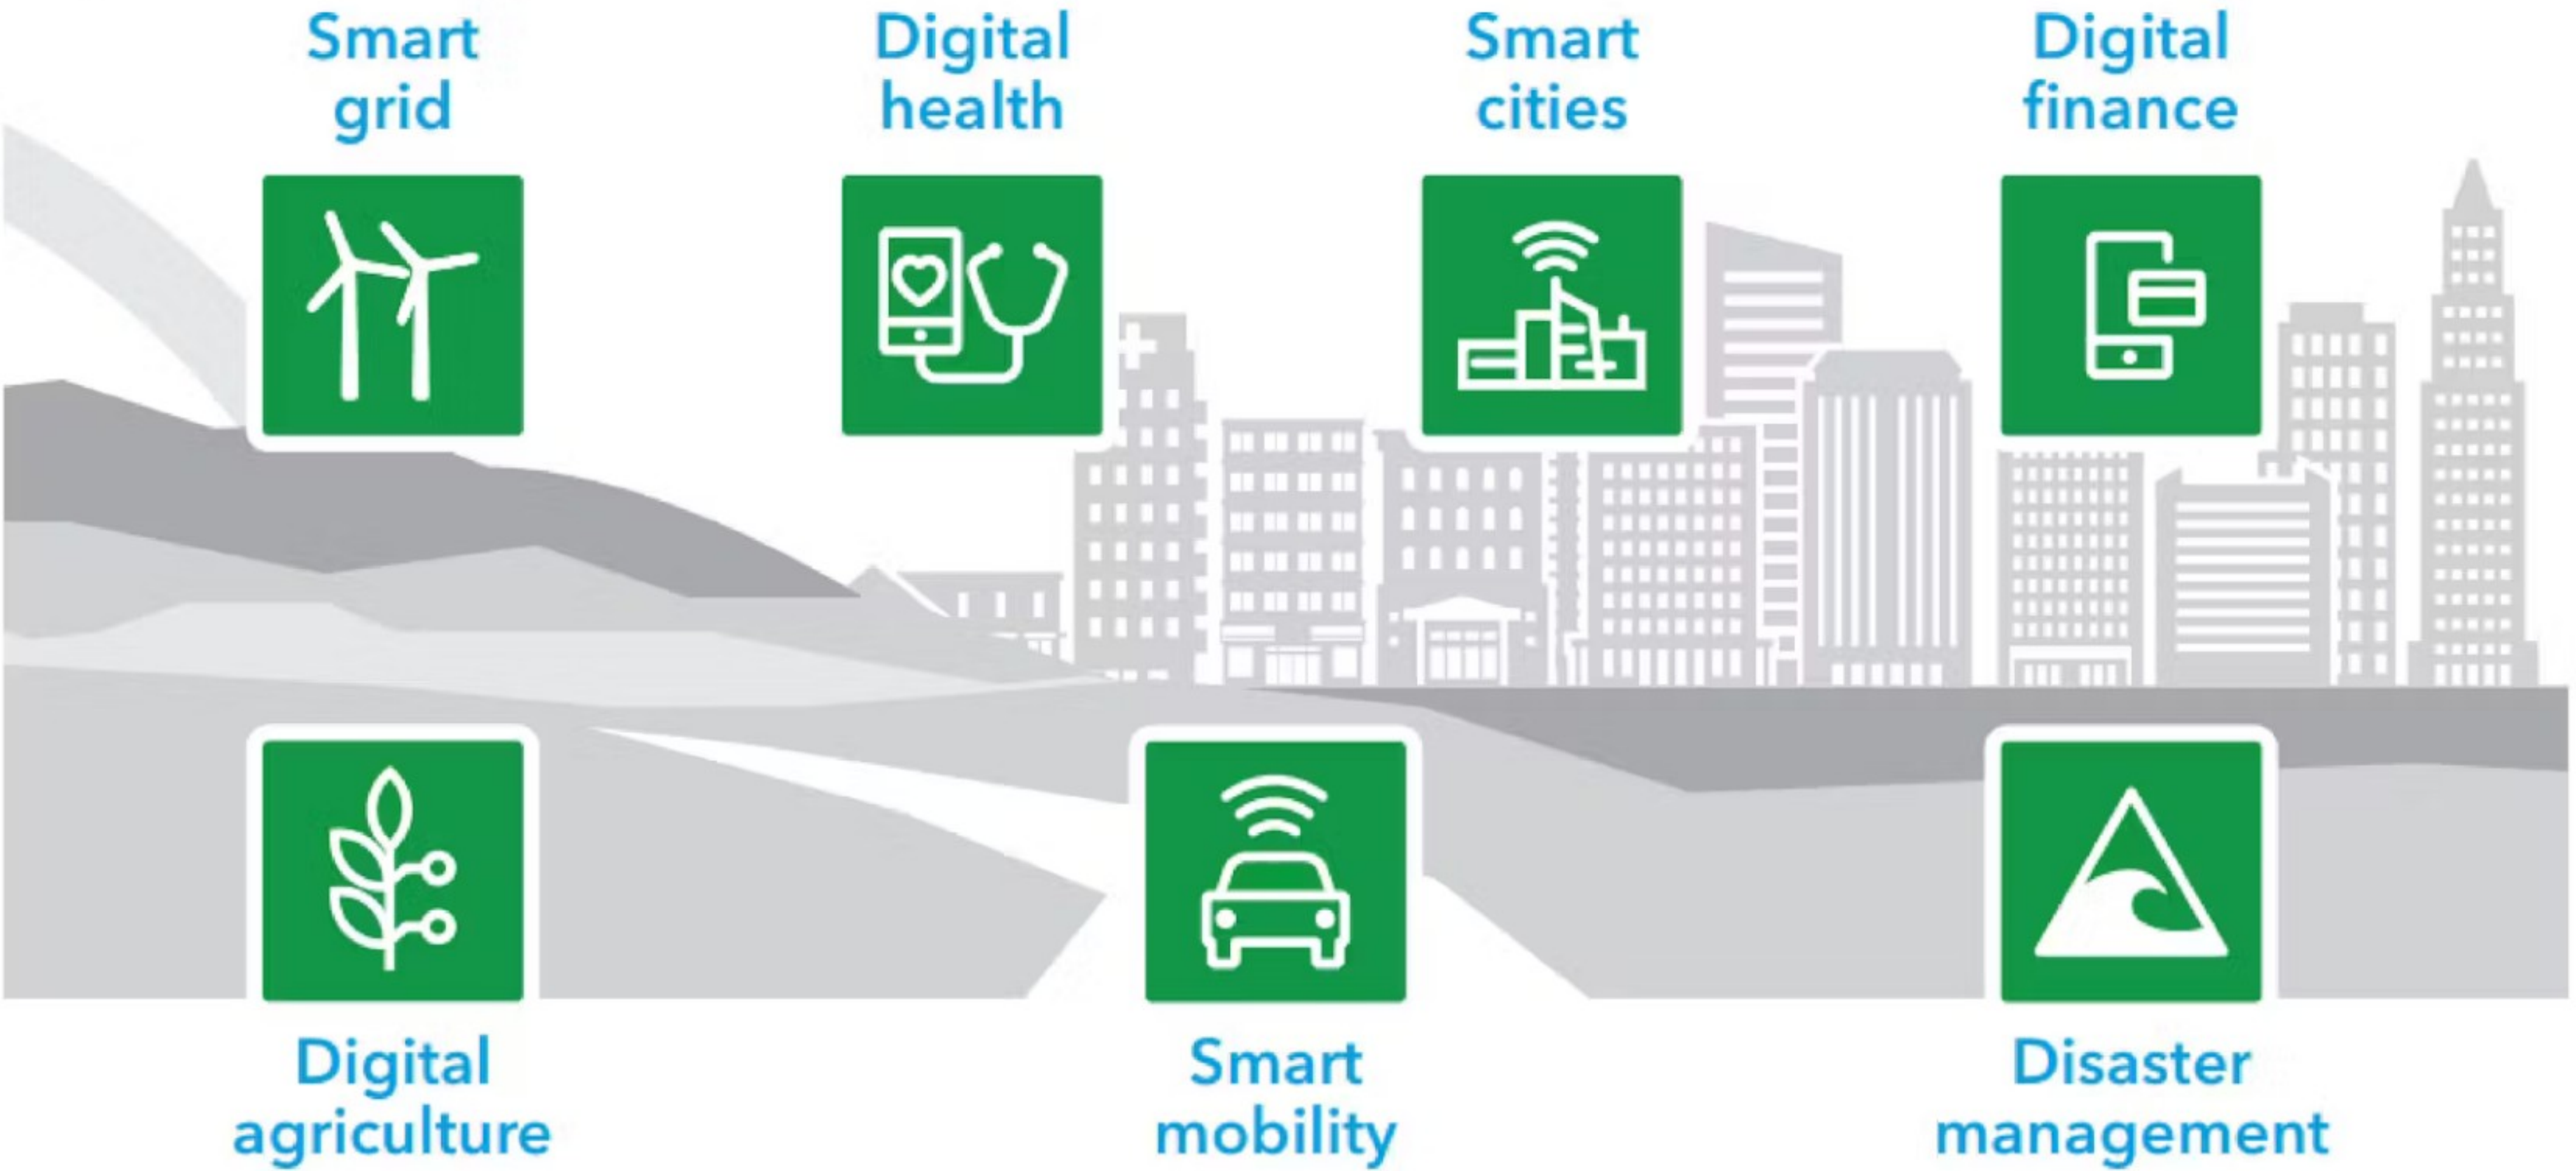 Smart
grid
Digital
health
Smart
cities
Digital
finance
Digital
agriculture
Smart
mobility
Disaster
management